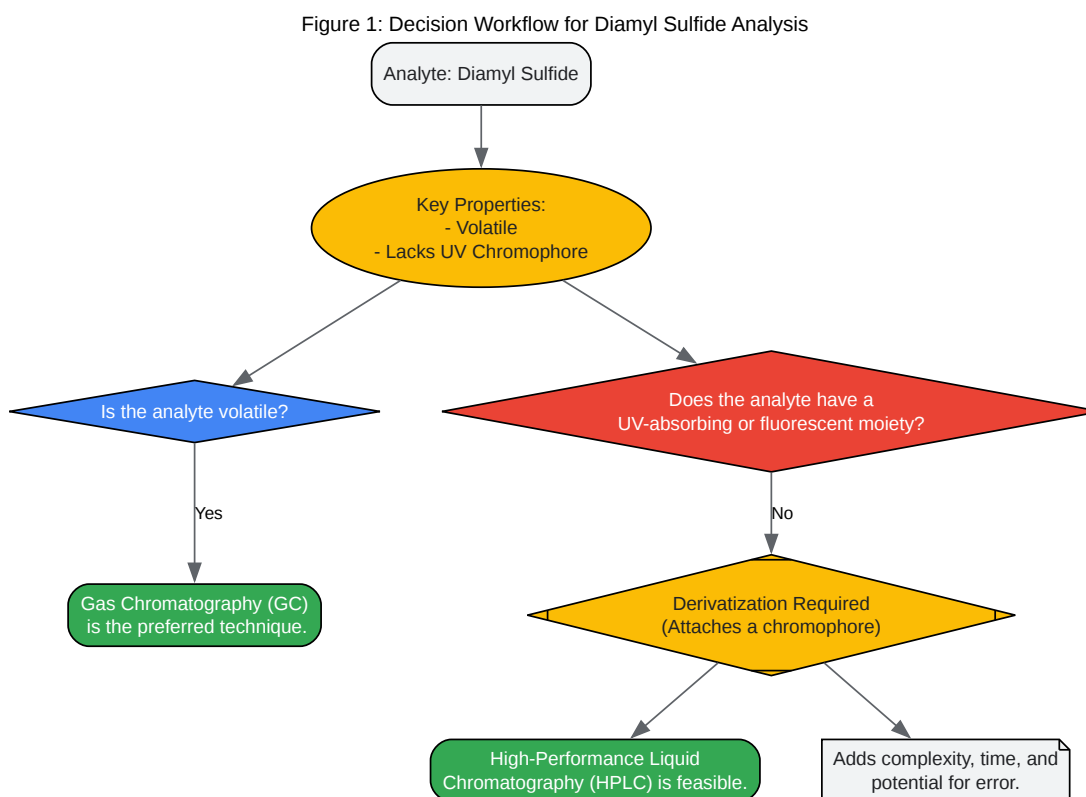 Figure 1: Decision Workflow for Diamyl Sulfide Analysis
Analyte: Diamyl Sulfide
Key Properties:
- Volatile
- Lacks UV Chromophore
Is the analyte volatile?
Does the analyte have a
UV-absorbing or fluorescent moiety?
Yes
No
Gas Chromatography (GC)
is the preferred technique.
Derivatization Required
(Attaches a chromophore)
High-Performance Liquid
Chromatography (HPLC) is feasible.
Adds complexity, time, and
potential for error.